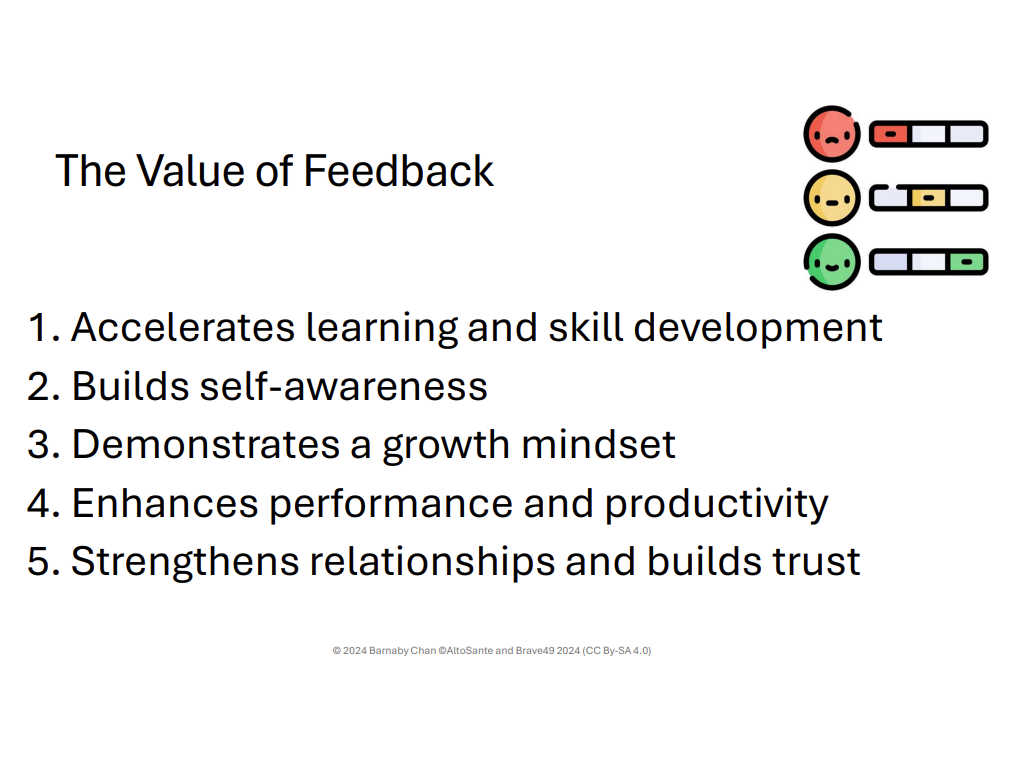 The Value of Feedback
1. Accelerates learning and skill development
2. Builds self-awareness
3. Demonstrates a growth mindset
4. Enhances performance and productivity
5. Strengthens relationships and builds trust
© 2024 Barnaby Chan ©AltoSante and Brave49 2024 (CC By-SA 4.0)